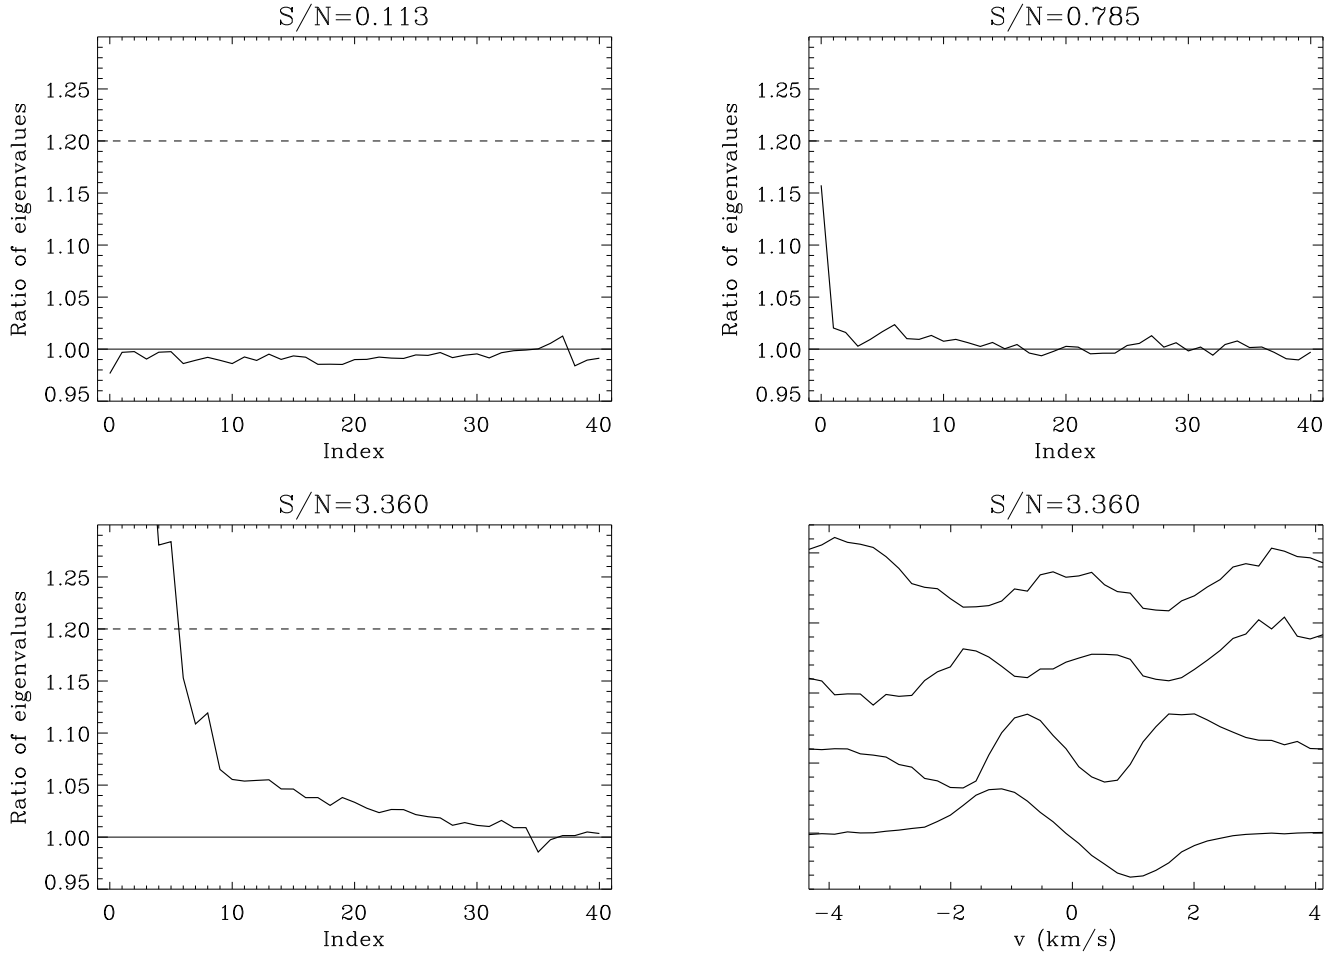 S/N=0.113
Ratio of eigenvalues
1.25
1.20
1.15
1.10
1.05
1.00
0.95
0 10 20 30 40
Index
S/N=0.785
Ratio of eigenvalues
1.25
1.20
1.15
1.10
1.05
1.00
0.95
0 10 20 30 40
Index
S/N=3.360
Ratio of eigenvalues
1.25
1.20
1.15
1.10
1.05
1.00
0.95
0 10 20 30 40
Index
S/N=3.360
−4 −2 0 2 4
v (km/s)